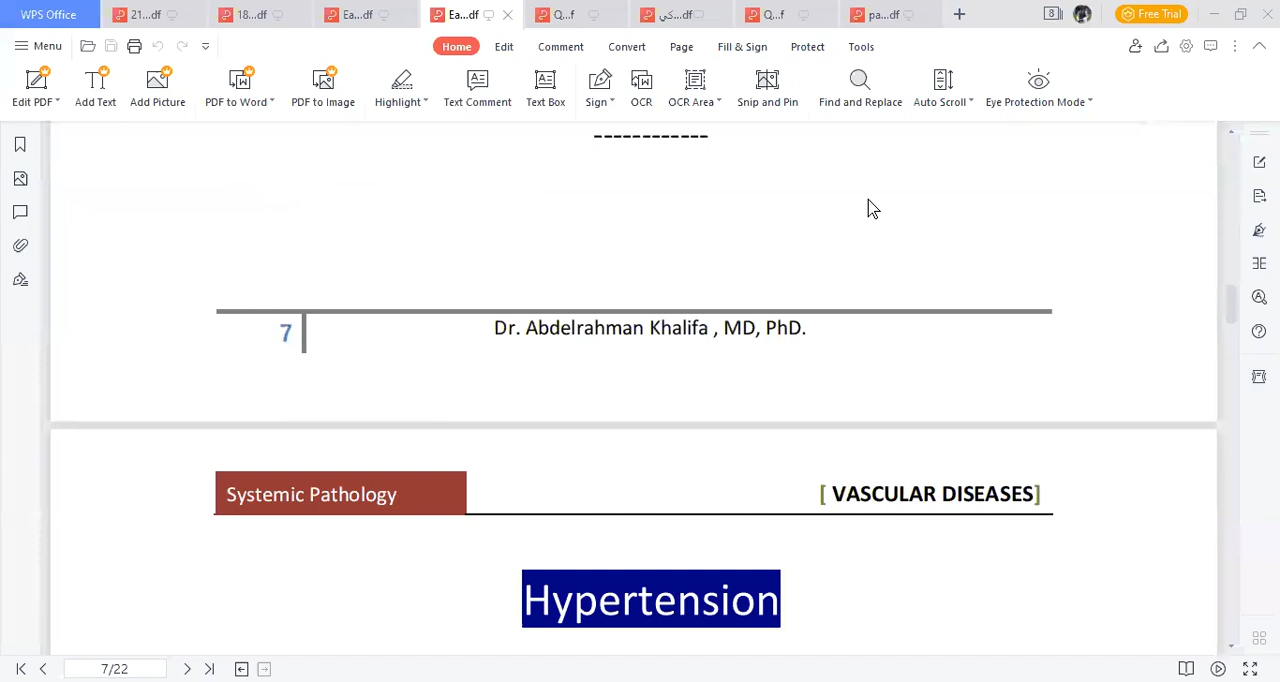 WPS Office
21...df
18...df
Ea...df
Ea...df
Q...f
كي...df
Q...f
pa...df
8
Free Trial
Menu
Home
Edit
Comment
Convert
Page
Fill & Sign
Protect
Tools
Edit PDF
Add Text
Add Picture
PDF to Word
PDF to Image
Highlight
Text Comment
Text Box
Sign
OCR
OCR Area
Snip and Pin
Find and Replace
Auto Scroll
Eye Protection Mode
------------
7
Dr. Abdelrahman Khalifa , MD, PhD.
Systemic Pathology
[ VASCULAR DISEASES]
Hypertension
7/22